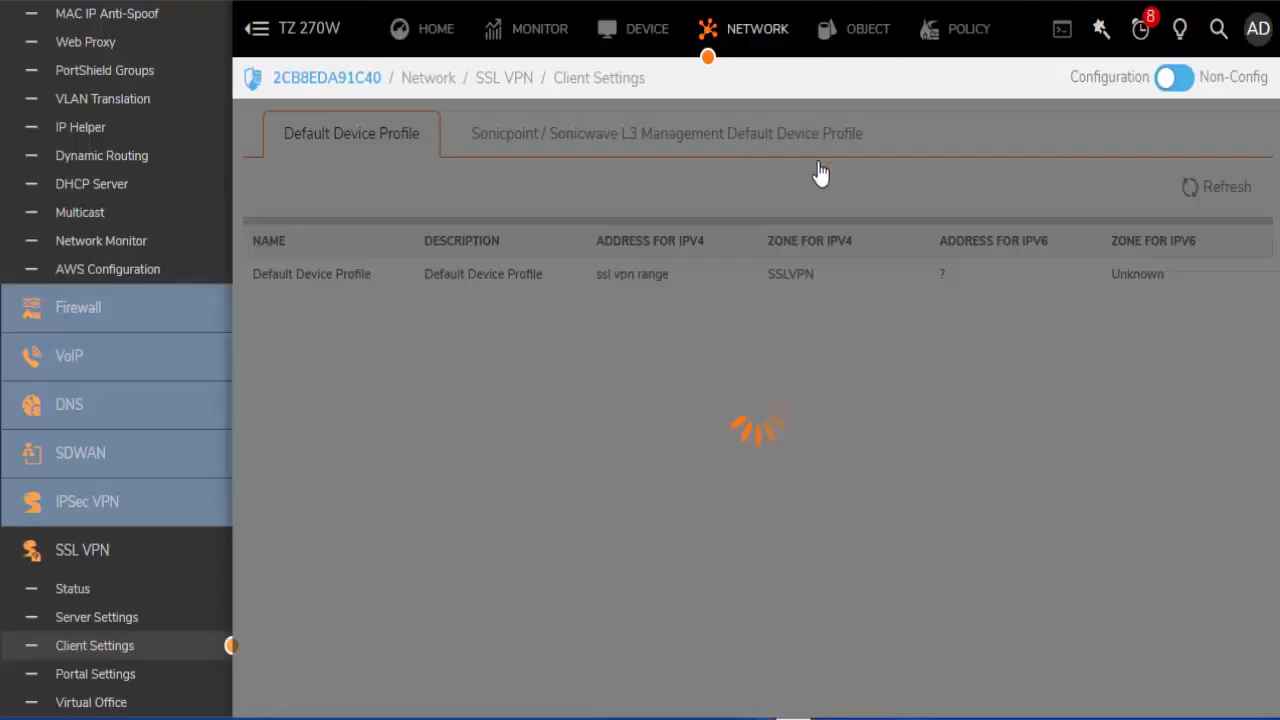 MAC IP Anti-Spoof
Web Proxy
PortShield Groups
VLAN Translation
IP Helper
Dynamic Routing
DHCP Server
Multicast
Network Monitor
AWS Configuration
Firewall
VoIP
DNS
SDWAN
IPSec VPN
SSL VPN
Status
Server Settings
Client Settings
Portal Settings
Virtual Office
TZ 270W
HOME
MONITOR
DEVICE
NETWORK
OBJECT
POLICY
8
AD
2CB8EDA91C40 / Network / SSL VPN / Client Settings
Configuration
Non-Config
Default Device Profile
Sonicpoint / Sonicwave L3 Management Default Device Profile
Refresh
NAME DESCRIPTION ADDRESS FOR IPV4 ZONE FOR IPV4 ADDRESS FOR IPV6 ZONE FOR IPV6
Default Device Profile Default Device Profile ssl vpn range SSLVPN ? Unknown